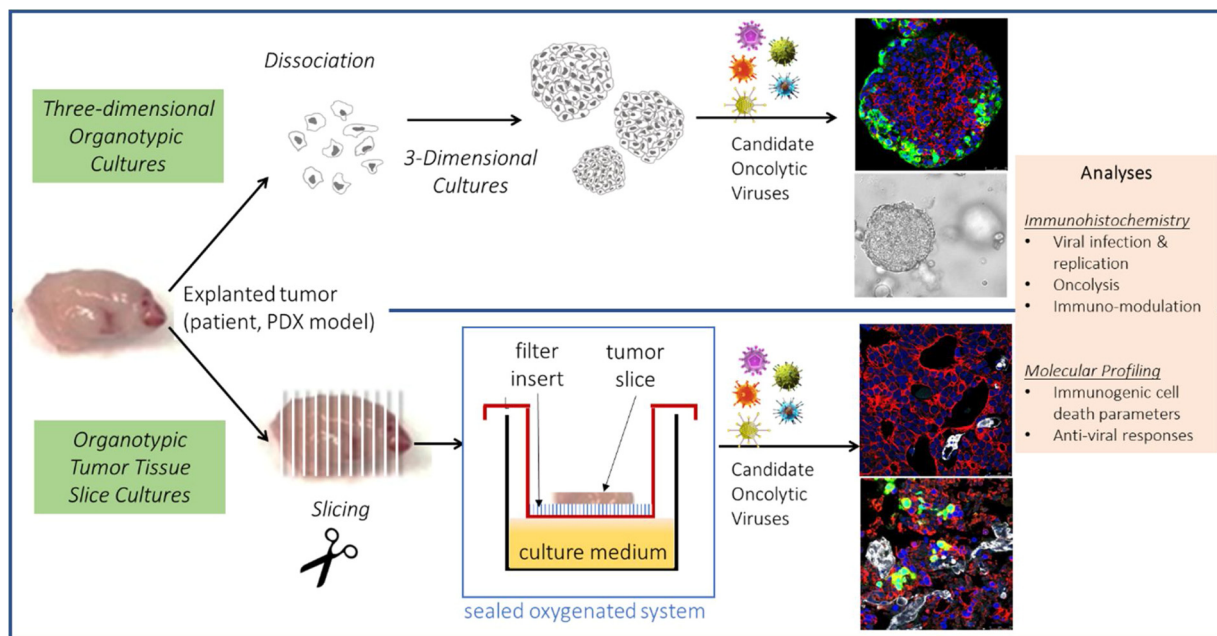 Three-dimensional
Organotypic
Cultures
Dissociation
3-Dimensional
Cultures
Candidate
Oncolytic
Viruses
Explanted tumor
(patient, PDX model)
Organotypic
Tumor Tissue
Slice Cultures
Slicing
filter
insert
tumor
slice
culture medium
sealed oxygenated system
Candidate
Oncolytic
Viruses
Analyses
Immunohistochemistry
• Viral infection &
replication
• Oncolysis
• Immuno-modulation
Molecular Profiling
• Immunogenic cell
death parameters
• Anti-viral responses